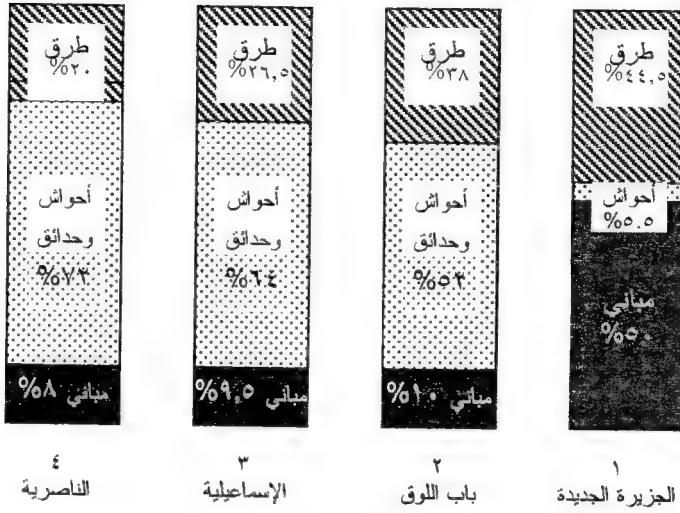 طرق
%٤٤,٥
أحواش
%٥.٥
مباني
%٥٠
١
الجزيرة الجديدة
طرق
%٣٨
أحواش
وحدائق
%٥٢
مباني ١٠%
٢
باب اللوق
طرق
%٢٦,٥
أحواش
وحدائق
%٦٤
مباني ٩,٥%
٣
الإسماعيلية
طرق
%٢٠
أحواش
وحدائق
%٧٢
مباني ٨%
٤
الناصرية